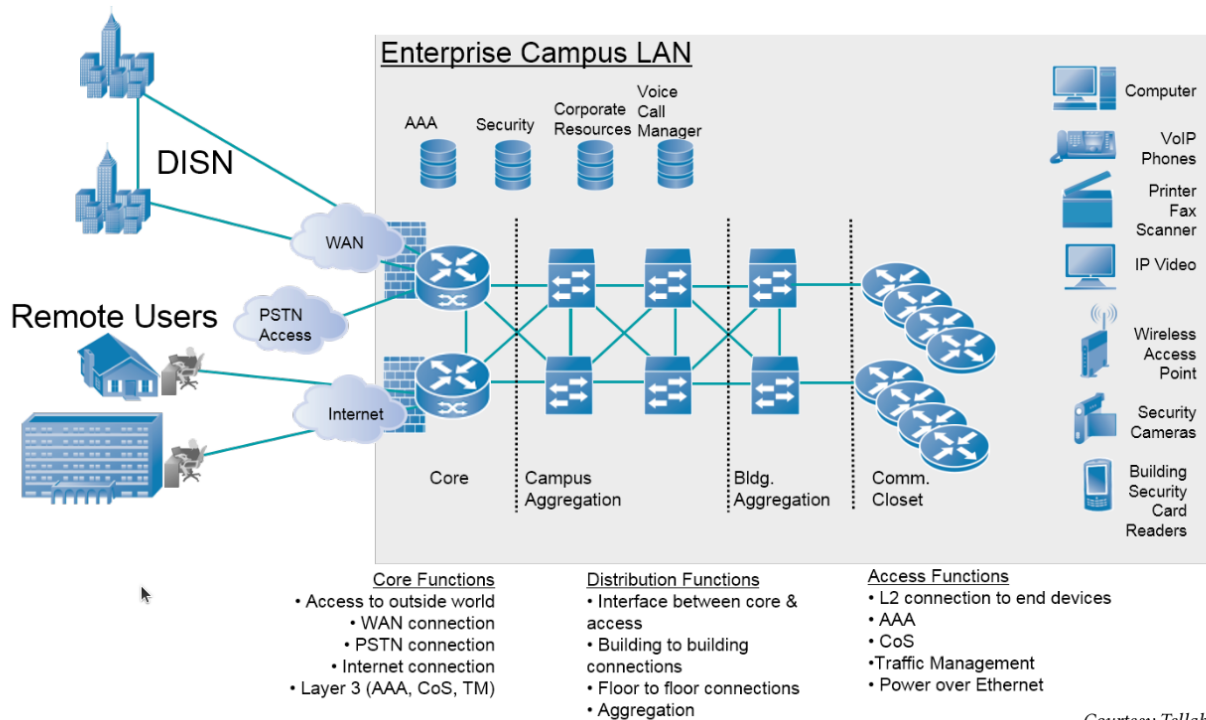 Enterprise Campus LAN
DISN
WAN
PSTN
Access
Remote Users
Internet
AAA
Security
Corporate
Resources
Voice
Call
Manager
Core
Campus
Aggregation
Bldg.
Aggregation
Comm.
Closet
Computer
VoIP
Phones
Printer
Fax
Scanner
IP Video
Wireless
Access
Point
Security
Cameras
Building
Security
Card
Readers
Core Functions
• Access to outside world
• WAN connection
• PSTN connection
• Internet connection
• Layer 3 (AAA, CoS, TM)
Distribution Functions
• Interface between core &
access
• Building to building
connections
• Floor to floor connections
• Aggregation
Access Functions
• L2 connection to end devices
• AAA
• CoS
•Traffic Management
• Power over Ethernet